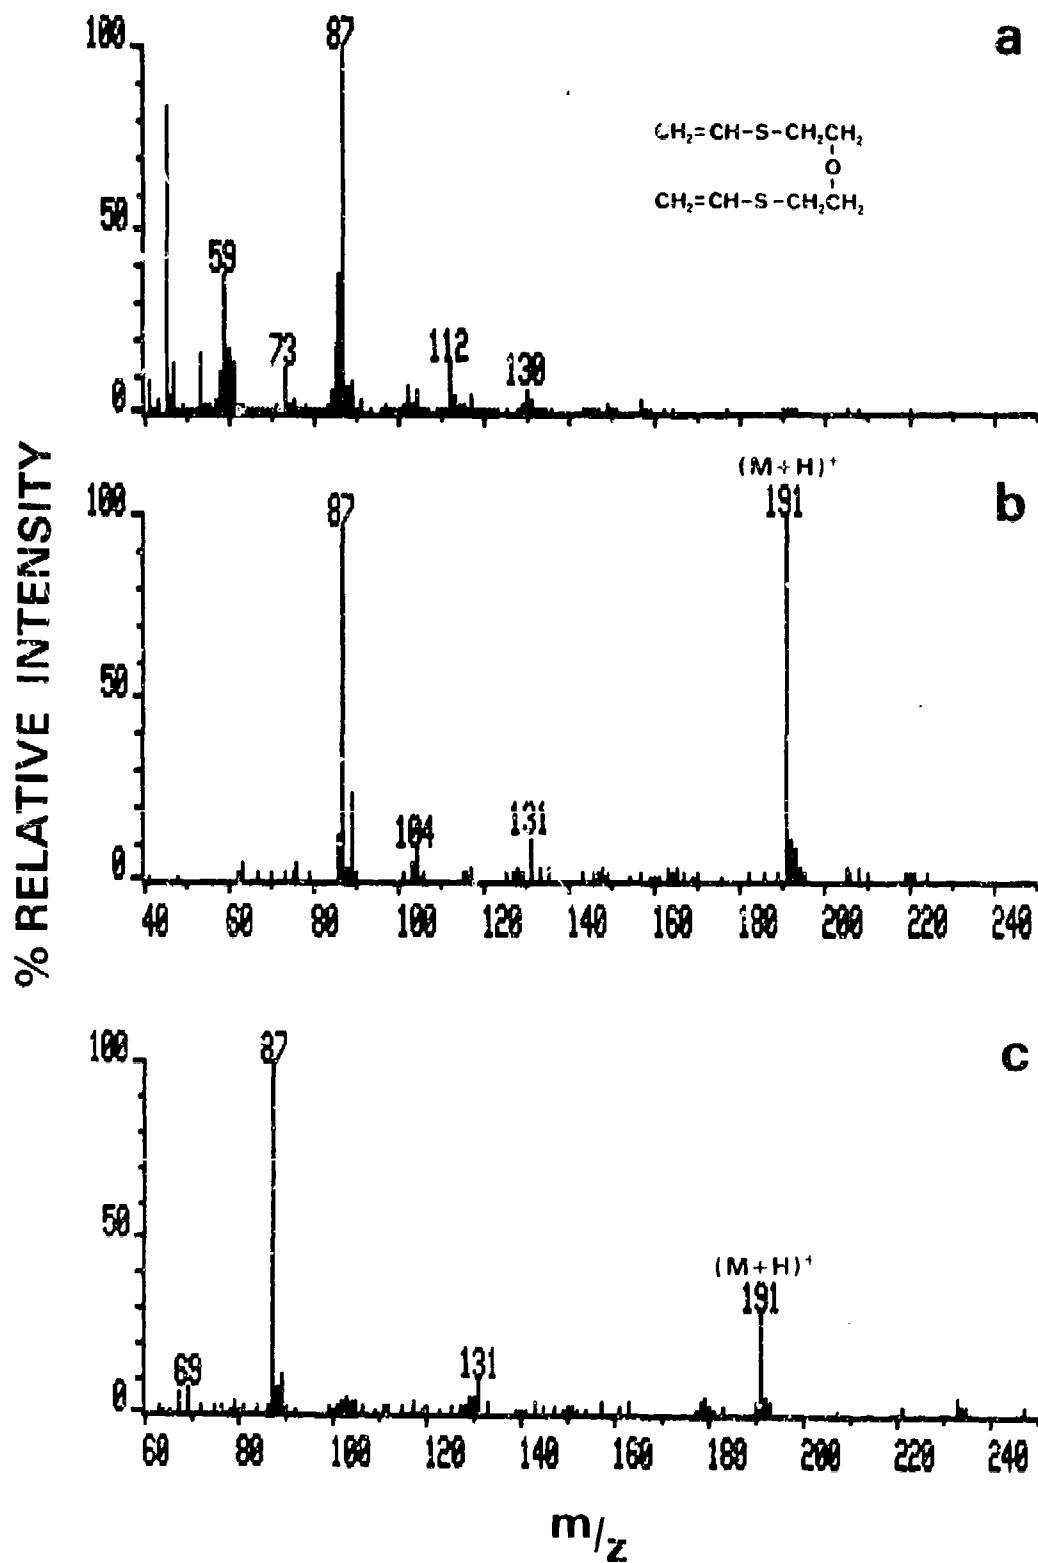 a
100
87
CH₂=CH-S-CH₂CH₂
O
CH₂=CH-S-CH₂CH₂
50
59
73
112
130
0
% RELATIVE INTENSITY
b
(M+H)⁺
100
87
191
50
104
131
0
40 60 80 100 120 140 160 180 200 220 240
c
100
87
50
(M+H)⁺
191
69
131
0
60 80 100 120 140 160 180 200 220 240
m/z